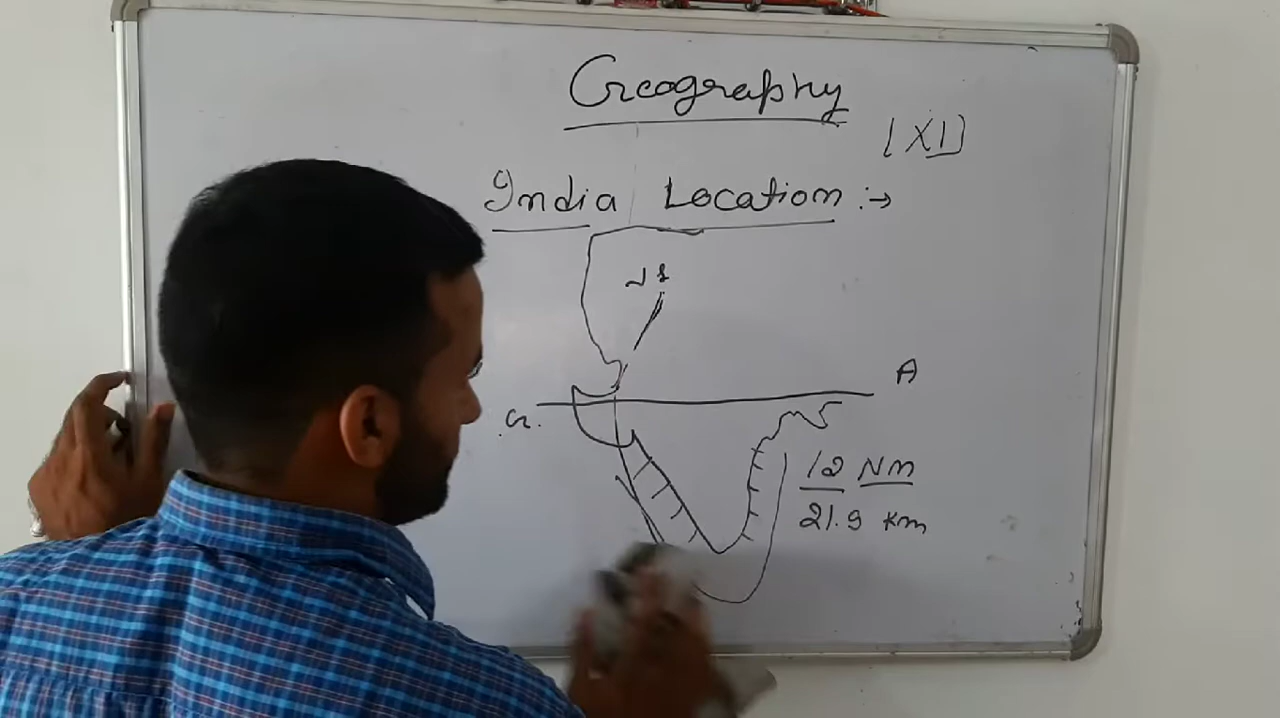 Geography
[XI]
India Location :→
A
G.
12 Nm
21.9 km